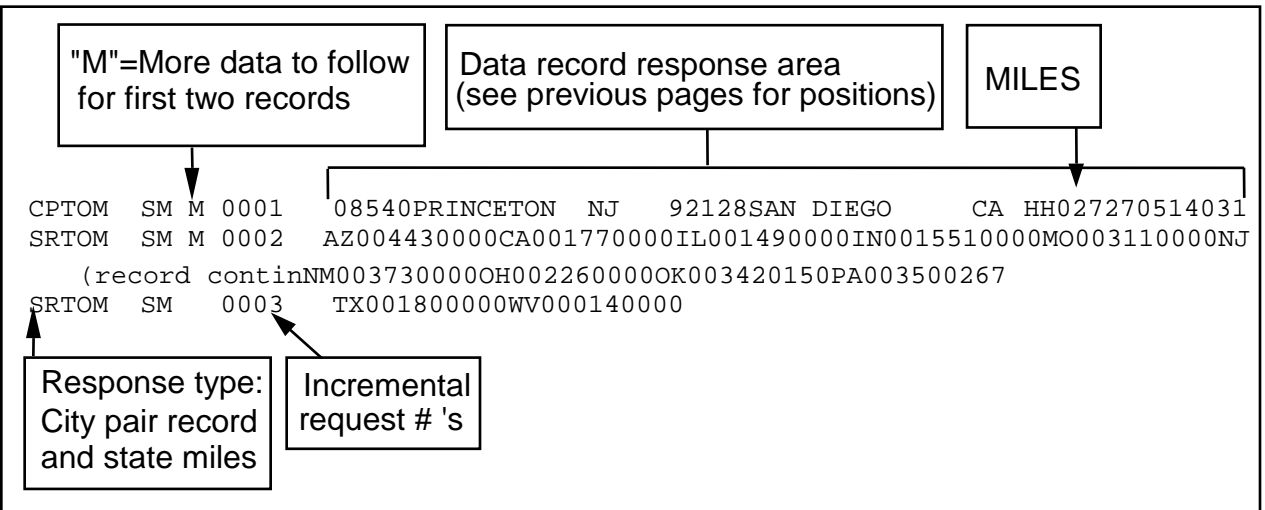 "M"=More data to follow
for first two records
Data record response area
(see previous pages for positions)
MILES
CPTOM SM M 0001 08540PRINCETON NJ 92128SAN DIEGO CA HH027270514031
SRTOM SM M 0002 AZ004430000CA001770000IL001490000IN0015510000MO003110000NJ
(record continNM003730000OH002260000OK003420150PA003500267
SRTOM SM 0003 TX001800000WV000140000
Response type:
City pair record
and state miles
Incremental
request # 's